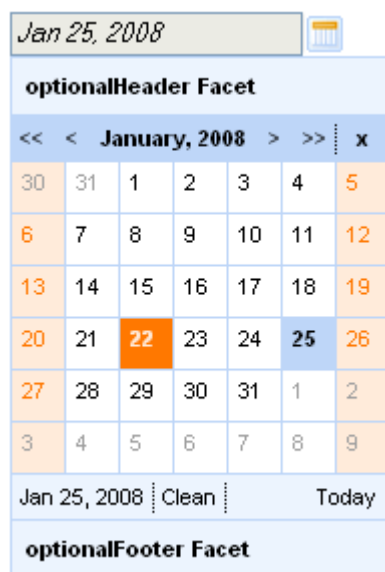 Jan 25, 2008
optionalHeader Facet
<< < January, 2008 > >> x
30 31 1 2 3 4 5
6 7 8 9 10 11 12
13 14 15 16 17 18 19
20 21 22 23 24 25 26
27 28 29 30 31 1 2
3 4 5 6 7 8 9
Jan 25, 2008 Clean Today
optionalFooter Facet